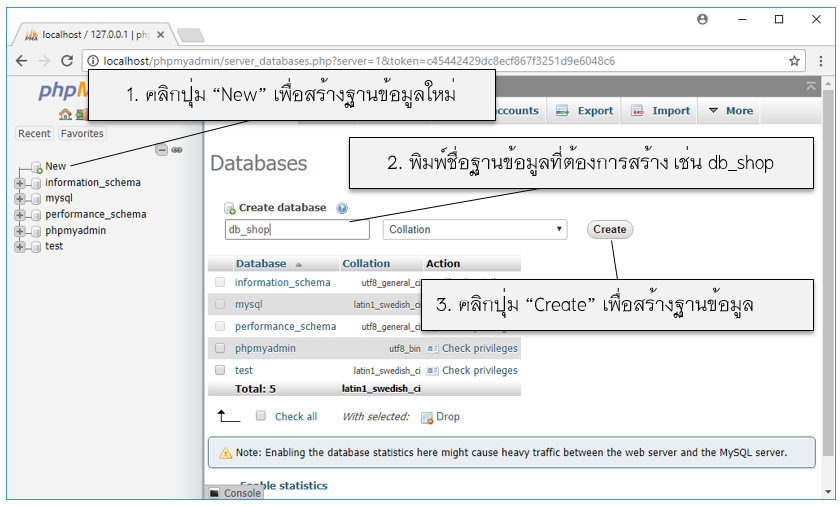 localhost / 127.0.0.1 | ph
localhost/phpmyadmin/server_databases.php?server=1&token=c45442429dc8ecf867f3251d9e6048c6
php
1. คลิกปุ่ม “New” เพื่อสร้างฐานข้อมูลใหม่
Export
Import
More
Recent
Favorites
New
information_schema
mysql
performance_schema
phpmyadmin
test
Databases
2. พิมพ์ชื่อฐานข้อมูลที่ต้องการสร้าง เช่น db_shop
Create database
db_shop
Collation
Create
Database
Collation
Action
information_schema utf8_general_ci
mysql latin1_swedish_ci
3. คลิกปุ่ม “Create” เพื่อสร้างฐานข้อมูล
performance_schema utf8_general_ci
phpmyadmin utf8_bin Check privileges
test latin1_swedish_ci Check privileges
Total: 5 latin1_swedish_ci
Check all With selected: Drop
Note: Enabling the database statistics here might cause heavy traffic between the web server and the MySQL server.
Enable statistics
Console